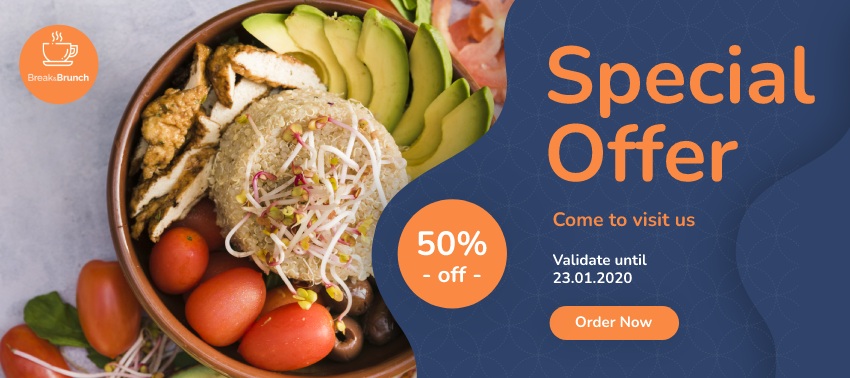 Break&Brunch
Special
Offer
50%
- off -
Come to visit us
Validate until
23.01.2020
Order Now